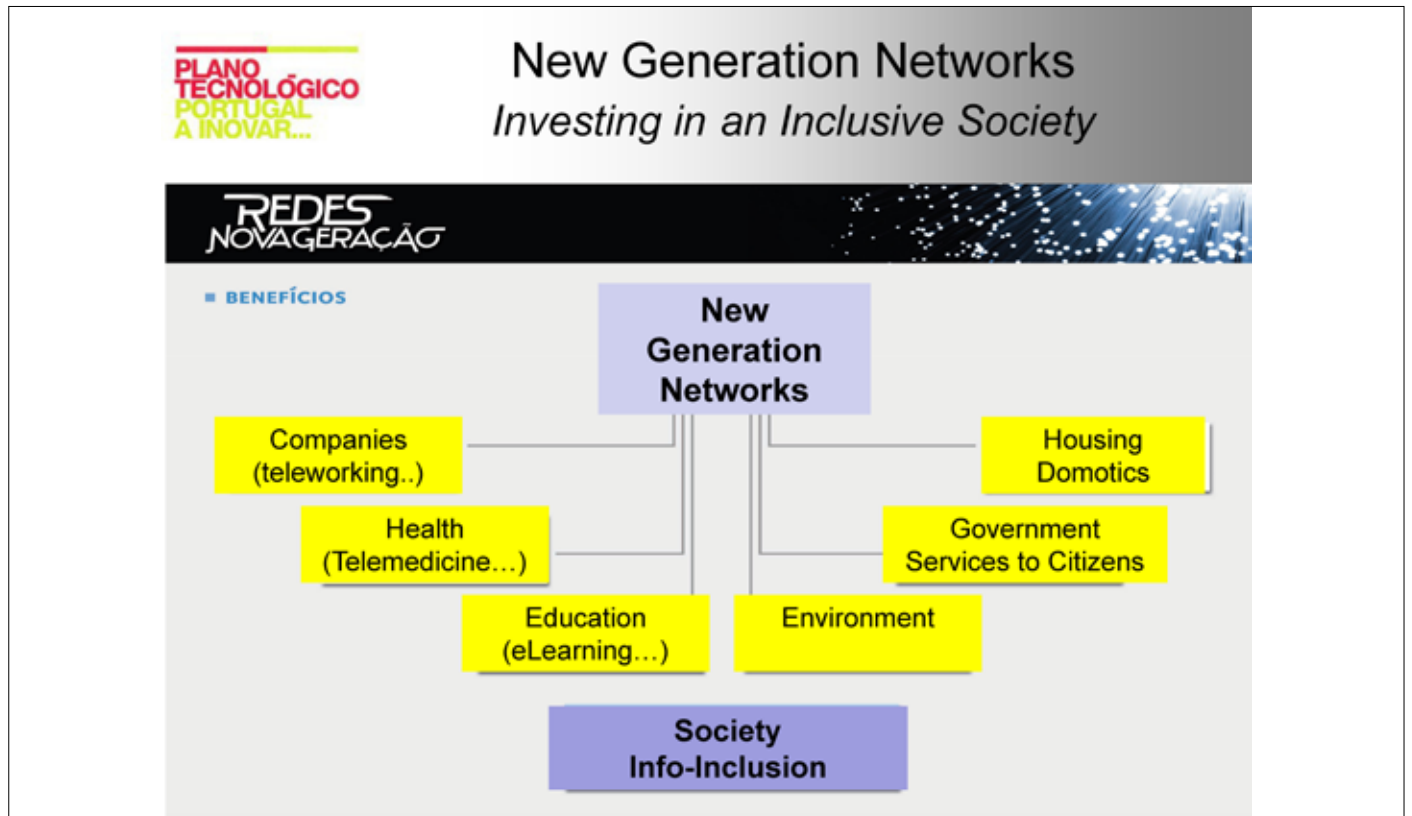 PLANO
TECNOLÓGICO
PORTUGAL
A INOVAR...
New Generation Networks
Investing in an Inclusive Society
REDES
NOVAGERAÇÃO
BENEFÍCIOS
New
Generation
Networks
Companies
(teleworking..)
Housing
Domotics
Health
(Telemedicine…)
Government
Services to Citizens
Education
(eLearning…)
Environment
Society
Info-Inclusion